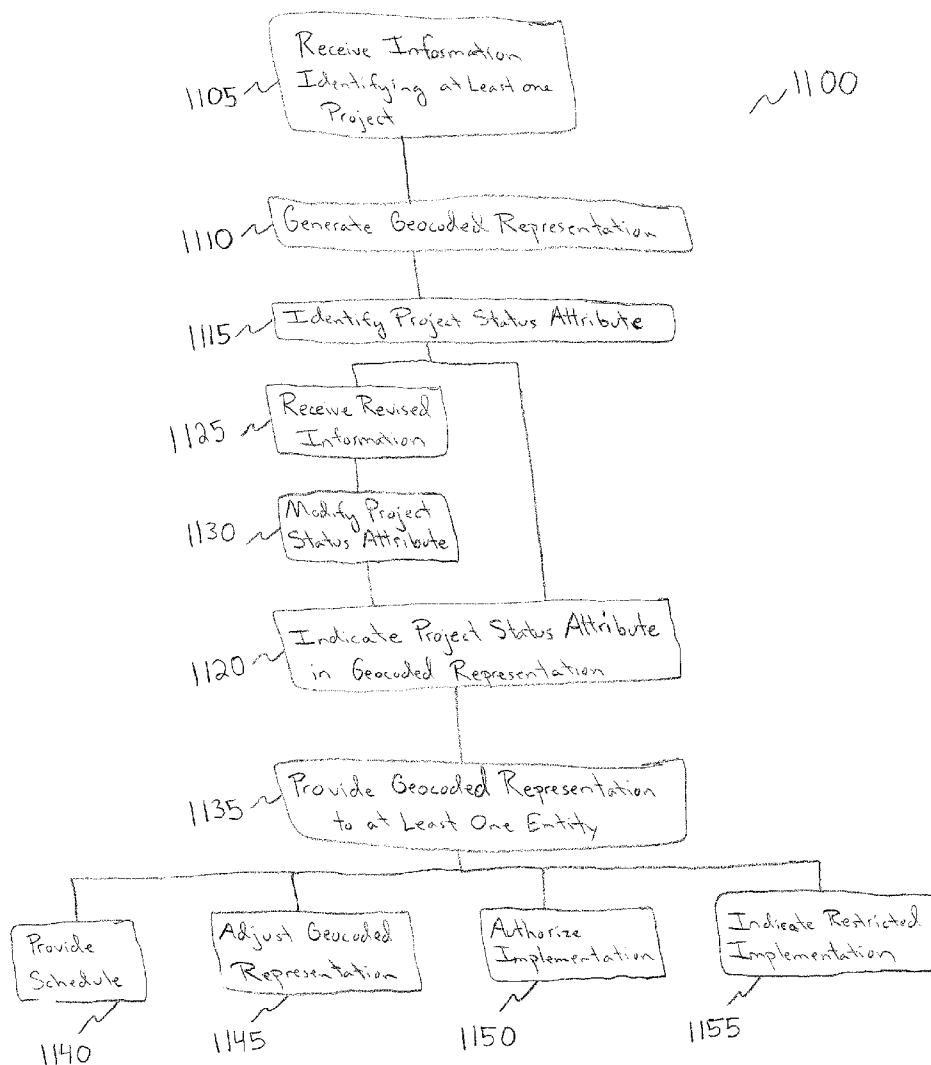 Receive Information
Identifying at Least one
Project
1105
1100
Generate Geocoded Representation
1110
Identify Project Status Attribute
1115
Receive Revised
Information
1125
Modify Project
Status Attribute
1130
Indicate Project Status Attribute
in Geocoded Representation
1120
Provide Geocoded Representation
to at Least One Entity
1135
Provide
Schedule
1140
Adjust Geocoded
Representation
1145
Authorize
Implementation
1150
Indicate Restricted
Implementation
1155